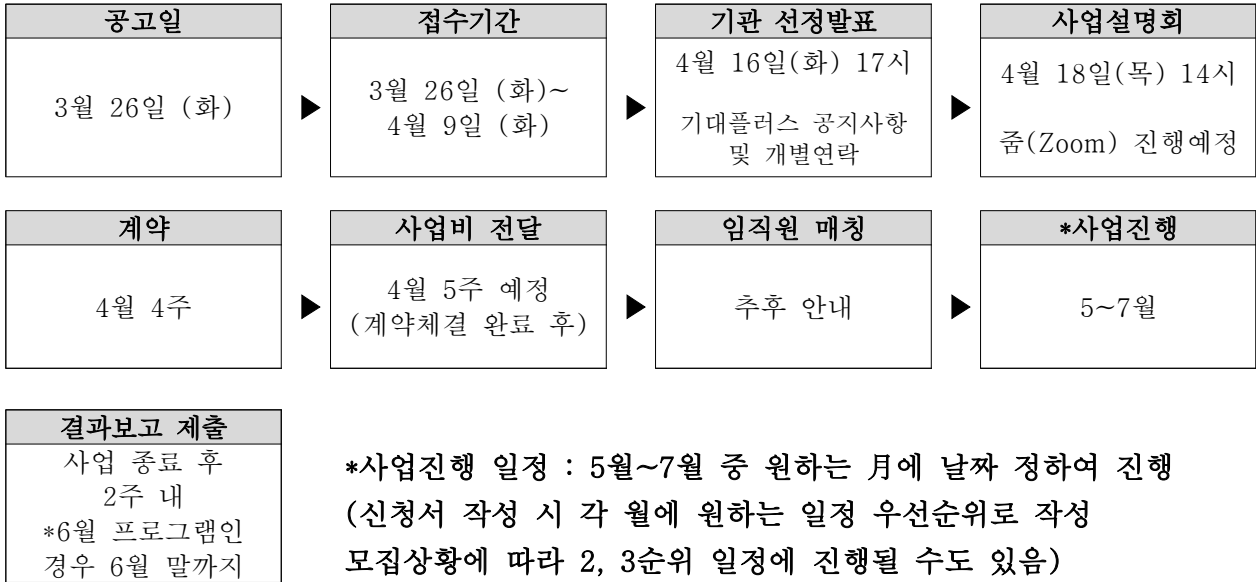 공고일
3월 26일 (화)
▶
접수기간
3월 26일 (화)~
4월 9일 (화)
▶
기관 선정발표
4월 16일(화) 17시
기대플러스 공지사항
및 개별연락
▶
사업설명회
4월 18일(목) 14시
줌(Zoom) 진행예정
계약
4월 4주
▶
사업비 전달
4월 5주 예정
(계약체결 완료 후)
▶
임직원 매칭
추후 안내
▶
*사업진행
5~7월
결과보고 제출
사업 종료 후
2주 내
*6월 프로그램인
경우 6월 말까지
*사업진행 일정 : 5월~7월 중 원하는 月에 날짜 정하여 진행
(신청서 작성 시 각 월에 원하는 일정 우선순위로 작성
모집상황에 따라 2, 3순위 일정에 진행될 수도 있음)